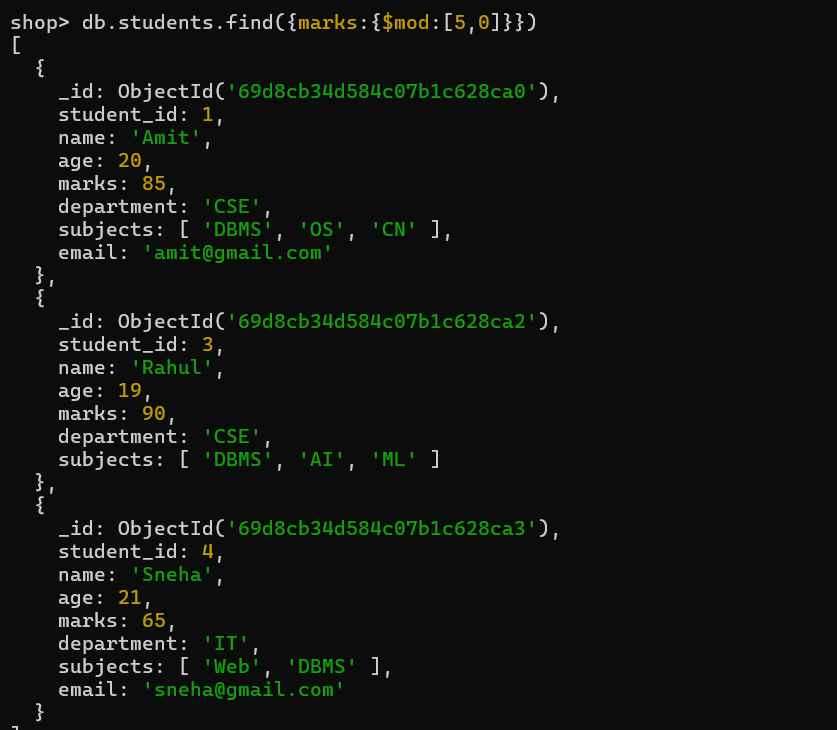 shop> db.students.find({marks:{$mod:[5,0]}})
[
  {
    _id: ObjectId('69d8cb34d584c07b1c628ca0'),
    student_id: 1,
    name: 'Amit',
    age: 20,
    marks: 85,
    department: 'CSE',
    subjects: [ 'DBMS', 'OS', 'CN' ],
    email: 'amit@gmail.com'
  },
  {
    _id: ObjectId('69d8cb34d584c07b1c628ca2'),
    student_id: 3,
    name: 'Rahul',
    age: 19,
    marks: 90,
    department: 'CSE',
    subjects: [ 'DBMS', 'AI', 'ML' ]
  },
  {
    _id: ObjectId('69d8cb34d584c07b1c628ca3'),
    student_id: 4,
    name: 'Sneha',
    age: 21,
    marks: 65,
    department: 'IT',
    subjects: [ 'Web', 'DBMS' ],
    email: 'sneha@gmail.com'
  }
]